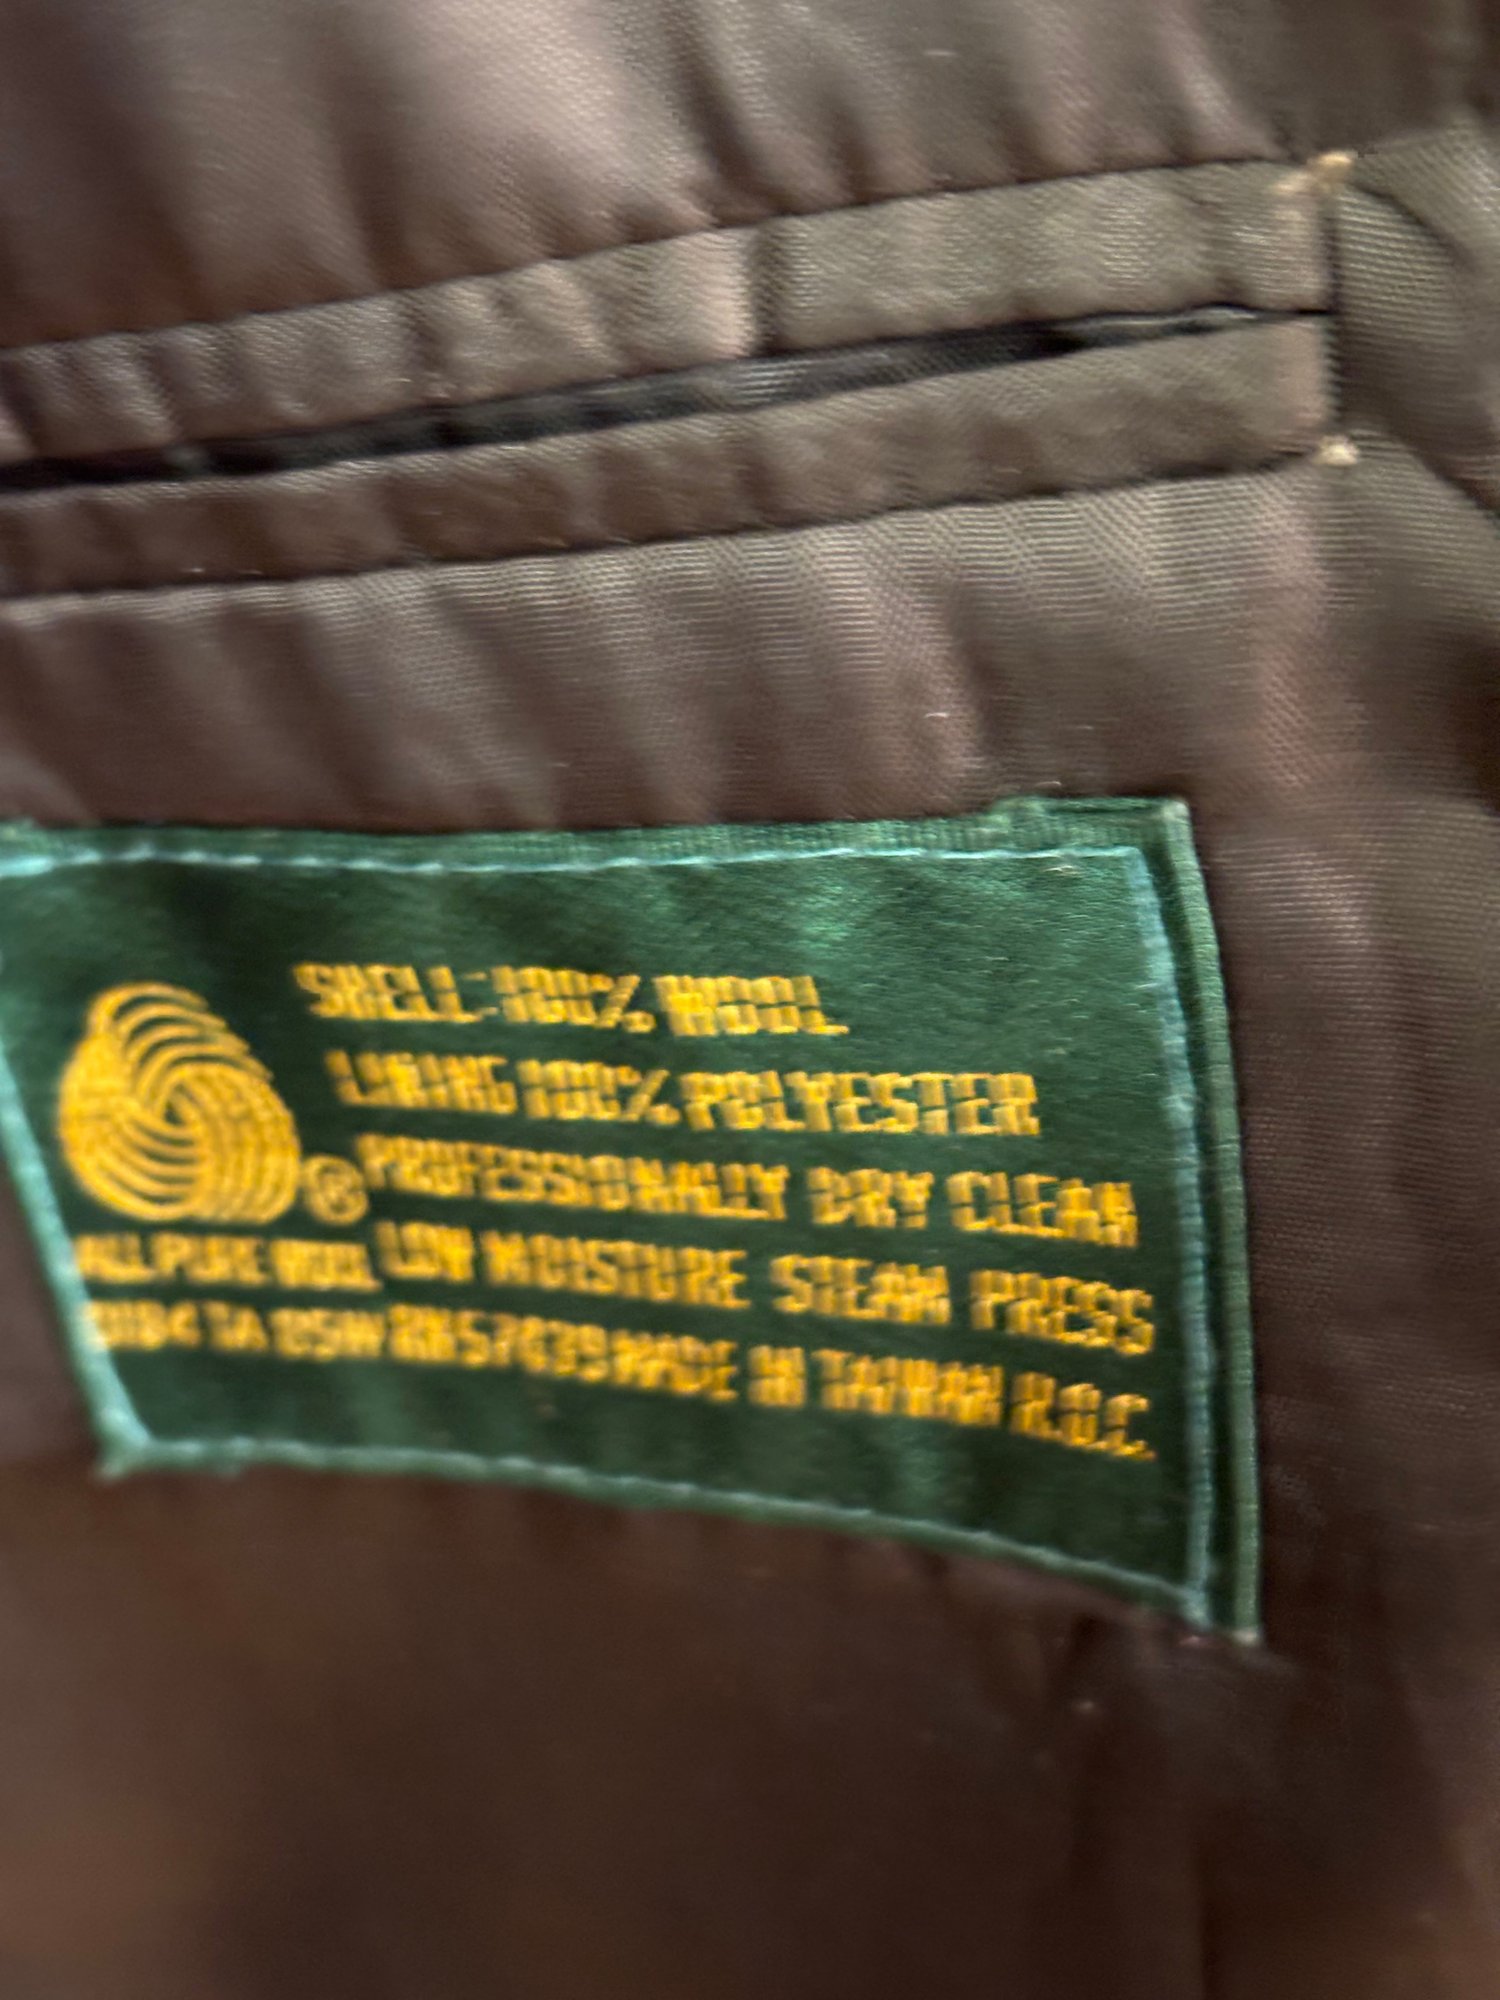 SHELL: 100% WOOL
LINING 100% POLYESTER
® PROFESSIONALLY DRY CLEAN
ALL PURE WOOL LOW MOISTURE STEAM PRESS
RN57439 MADE IN TAIWAN R.O.C.